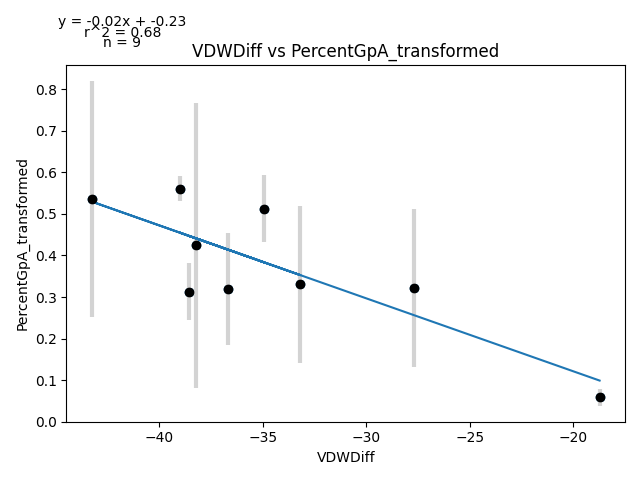 y = -0.02x + -0.23
r^2 = 0.68
n = 9
VDWDiff vs PercentGpA_transformed
PercentGpA_transformed
0.8
0.7
0.6
0.5
0.4
0.3
0.2
0.1
0.0
−40
−35
−30
−25
−20
VDWDiff